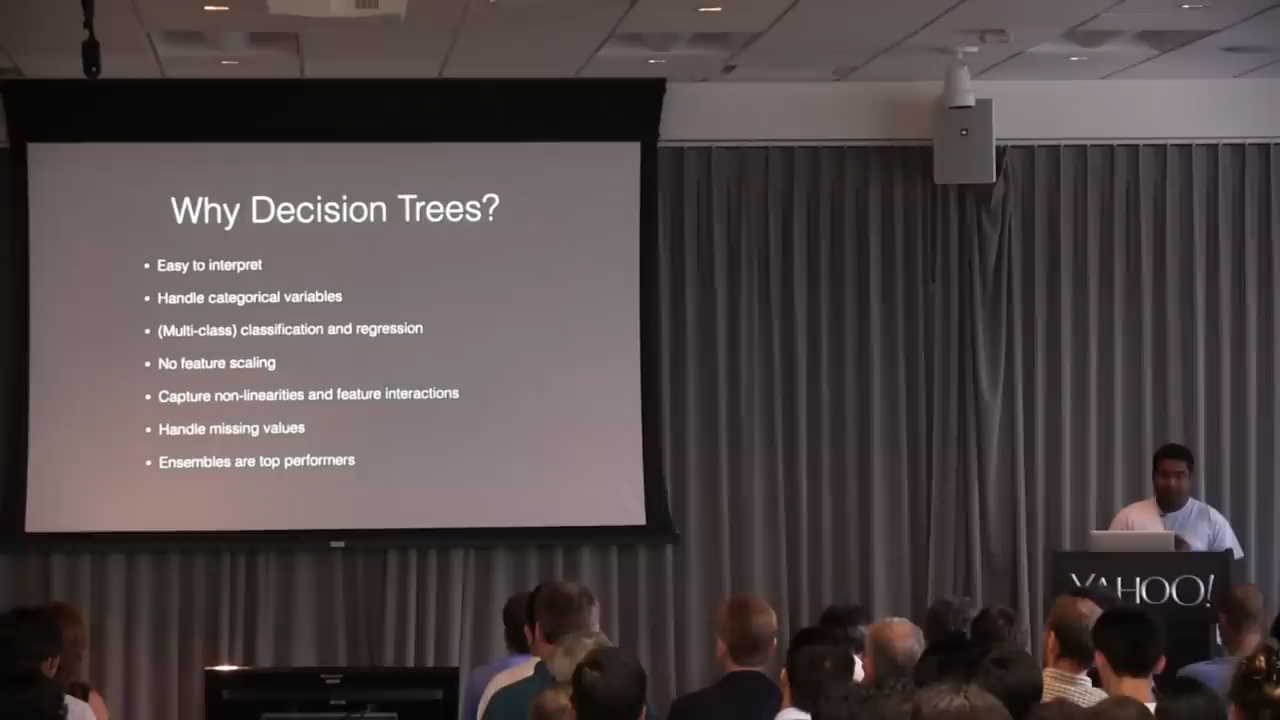 Why Decision Trees?
• Easy to interpret
• Handle categorical variables
• (Multi-class) classification and regression
• No feature scaling
• Capture non-linearities and feature interactions
• Handle missing values
• Ensembles are top performers
YAHOO!